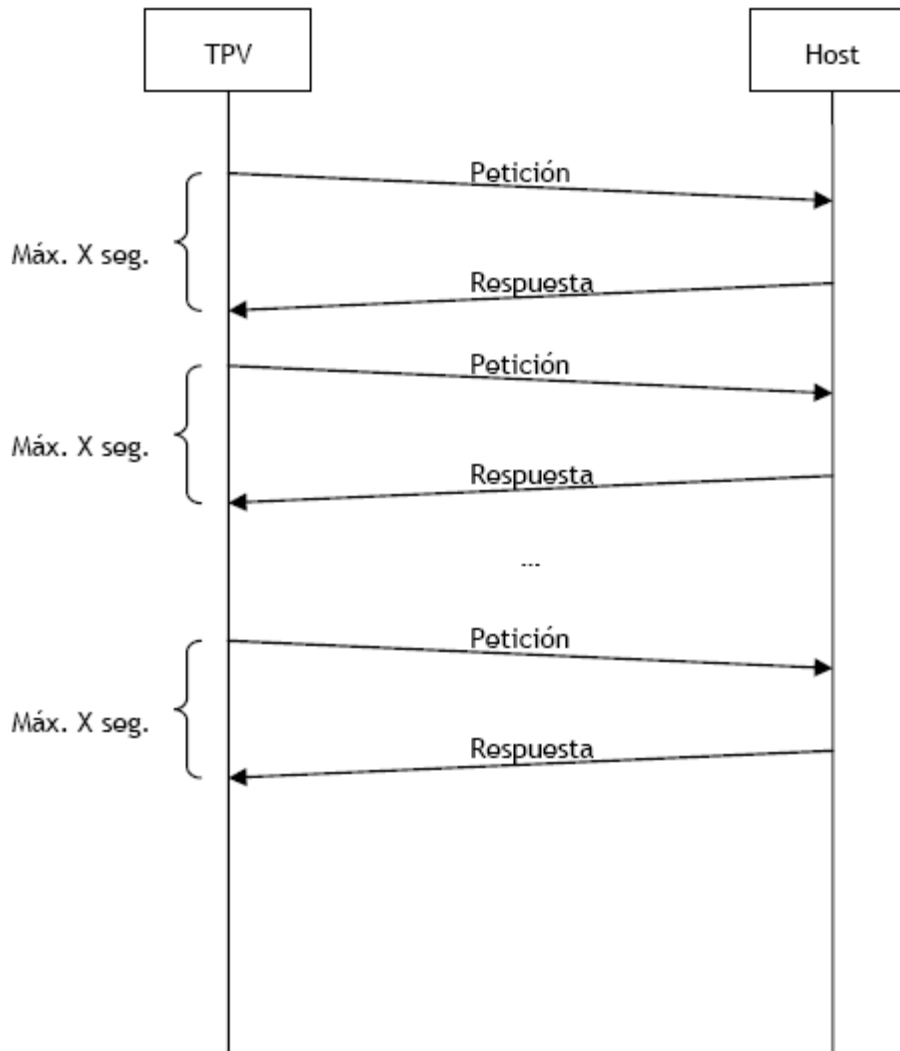 TPV
Host
Petición
Máx. X seg.
Respuesta
Petición
Máx. X seg.
Respuesta
...
Petición
Máx. X seg.
Respuesta